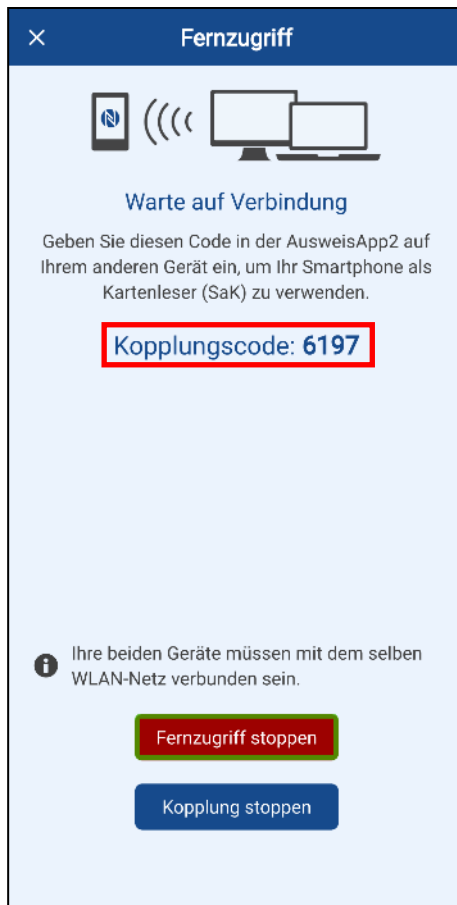 Fernzugriff
Warte auf Verbindung
Geben Sie diesen Code in der AusweisApp2 auf
Ihrem anderen Gerät ein, um Ihr Smartphone als
Kartenleser (SaK) zu verwenden.
Kopplungscode: 6197
Ihre beiden Geräte müssen mit dem selben
WLAN-Netz verbunden sein.
Fernzugriff stoppen
Kopplung stoppen